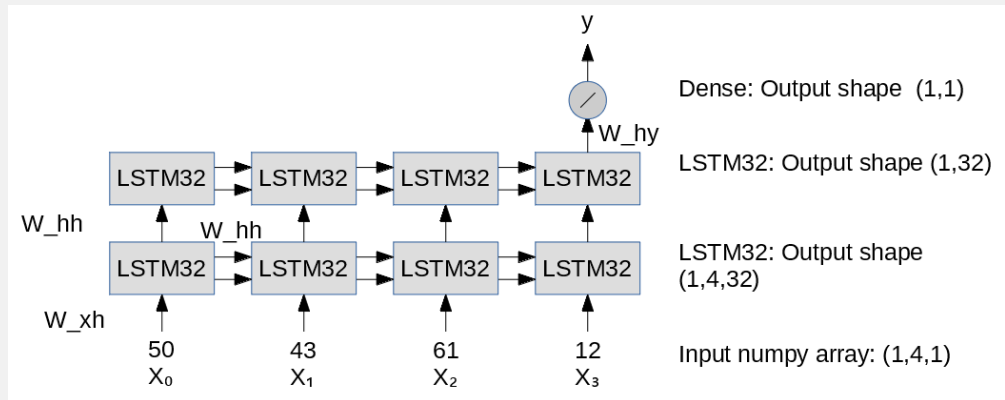 y
Dense: Output shape (1,1)
W_hy
LSTM32 LSTM32 LSTM32 LSTM32
LSTM32: Output shape (1,32)
W_hh
W_hh
LSTM32 LSTM32 LSTM32 LSTM32
LSTM32: Output shape
(1,4,32)
W_xh
50 43 61 12
X₀ X₁ X₂ X₃
Input numpy array: (1,4,1)